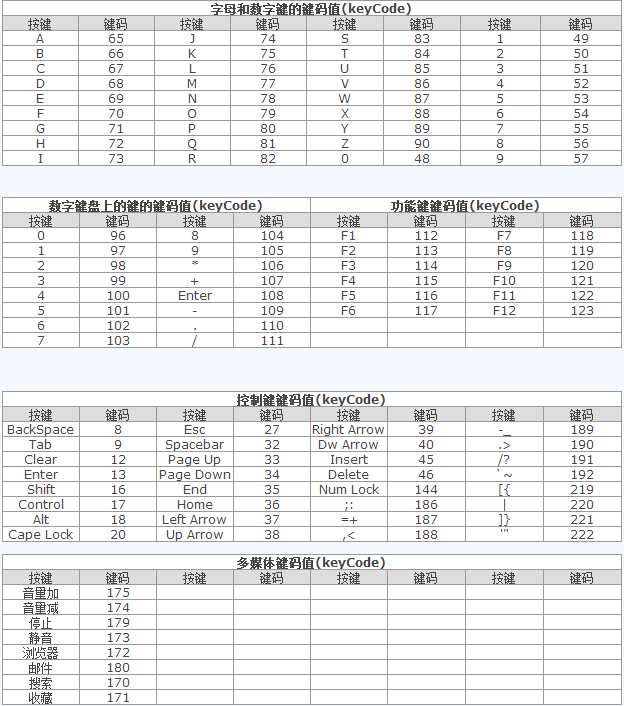 字母和数字键的键码值(keyCode)
按键 键码 按键 键码 按键 键码 按键 键码
A 65 J 74 S 83 1 49
B 66 K 75 T 84 2 50
C 67 L 76 U 85 3 51
D 68 M 77 V 86 4 52
E 69 N 78 W 87 5 53
F 70 O 79 X 88 6 54
G 71 P 80 Y 89 7 55
H 72 Q 81 Z 90 8 56
I 73 R 82 0 48 9 57
数字键盘上的键的键码值(keyCode) 功能键键码值(keyCode)
按键 键码 按键 键码 按键 键码 按键 键码
0 96 8 104 F1 112 F7 118
1 97 9 105 F2 113 F8 119
2 98 * 106 F3 114 F9 120
3 99 + 107 F4 115 F10 121
4 100 Enter 108 F5 116 F11 122
5 101 - 109 F6 117 F12 123
6 102 . 110
7 103 / 111
控制键键码值(keyCode)
按键 键码 按键 键码 按键 键码 按键 键码
BackSpace 8 Esc 27 Right Arrow 39 -_ 189
Tab 9 Spacebar 32 Dw Arrow 40 .> 190
Clear 12 Page Up 33 Insert 45 /? 191
Enter 13 Page Down 34 Delete 46 `~ 192
Shift 16 End 35 Num Lock 144 [{ 219
Control 17 Home 36 ;: 186 | 220
Alt 18 Left Arrow 37 =+ 187 ]} 221
Cape Lock 20 Up Arrow 38 ,< 188 '" 222
多媒体键码值(keyCode)
按键 键码 按键 键码 按键 键码 按键 键码
音量加 175
音量减 174
停止 179
静音 173
浏览器 172
邮件 180
搜索 170
收藏 171